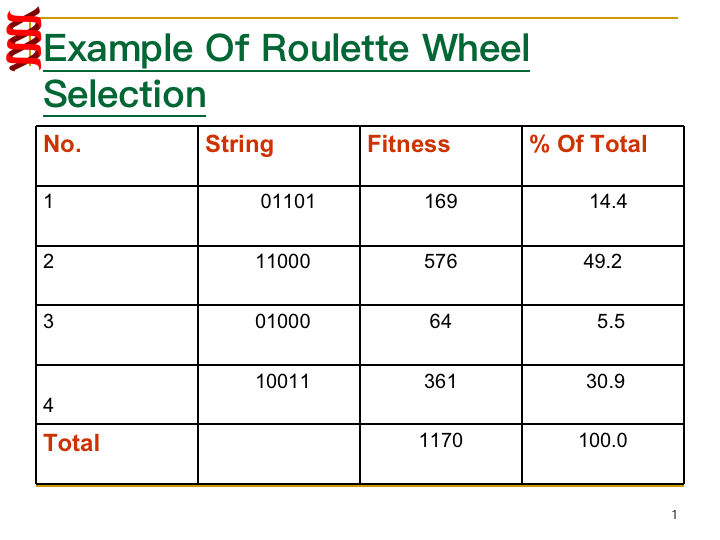 Example Of Roulette Wheel
Selection
No. String Fitness % Of Total
1 01101 169 14.4
2 11000 576 49.2
3 01000 64 5.5
4 10011 361 30.9
Total 1170 100.0
1